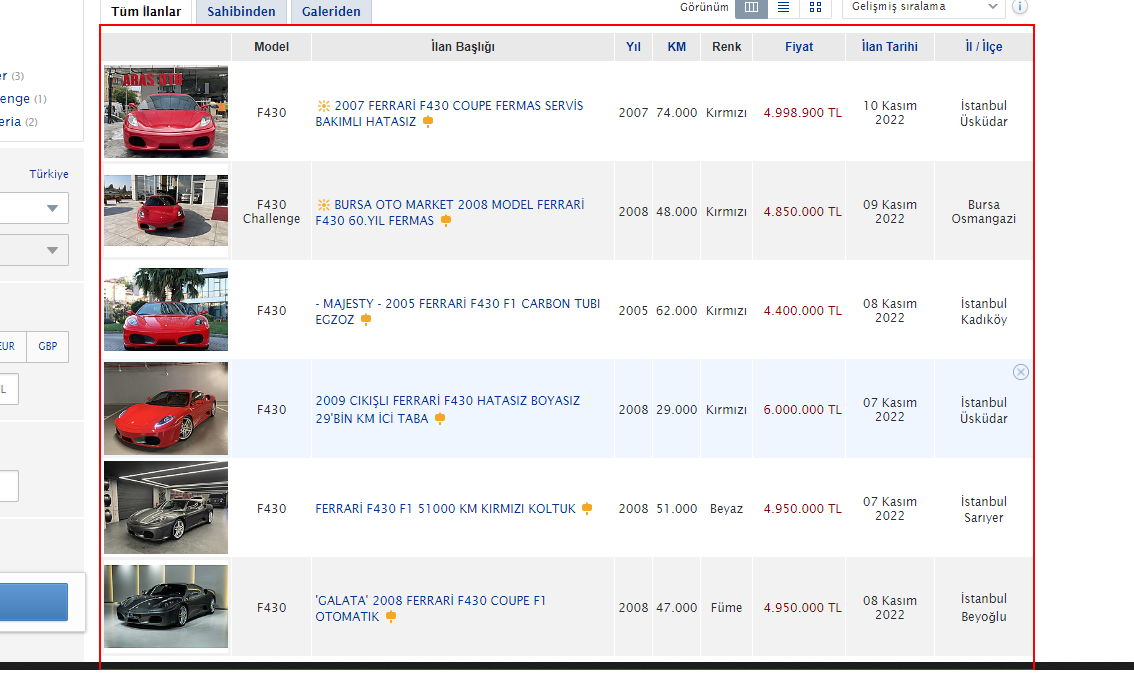 Tüm İlanlar Sahibinden Galeriden Görünüm Gelişmiş sıralama i
Model İlan Başlığı Yıl KM Renk Fiyat İlan Tarihi İl / İlçe
er (3)
enge (1)
eria (2)
Türkiye
EUR GBP
L
ARAS OTO
F430
2007 FERRARİ F430 COUPE FERMAS SERVİS
BAKIMLI HATASIZ
2007 74.000 Kırmızı 4.998.900 TL
10 Kasım
2022
İstanbul
Üsküdar
F430
Challenge
BURSA OTO MARKET 2008 MODEL FERRARİ
F430 60.YIL FERMAS
2008 48.000 Kırmızı 4.850.000 TL
09 Kasım
2022
Bursa
Osmangazi
F430
- MAJESTY - 2005 FERRARİ F430 F1 CARBON TUBI
EGZOZ
2005 62.000 Kırmızı 4.400.000 TL
08 Kasım
2022
İstanbul
Kadıköy
F430
2009 CIKIŞLI FERRARİ F430 HATASIZ BOYASIZ
29'BİN KM İCİ TABA
2008 29.000 Kırmızı 6.000.000 TL
07 Kasım
2022
İstanbul
Üsküdar
F430
FERRARİ F430 F1 51000 KM KIRMIZI KOLTUK
2008 51.000 Beyaz 4.950.000 TL
07 Kasım
2022
İstanbul
Sarıyer
F430
'GALATA' 2008 FERRARİ F430 COUPE F1
OTOMATIK
2008 47.000 Füme 4.950.000 TL
08 Kasım
2022
İstanbul
Beyoğlu